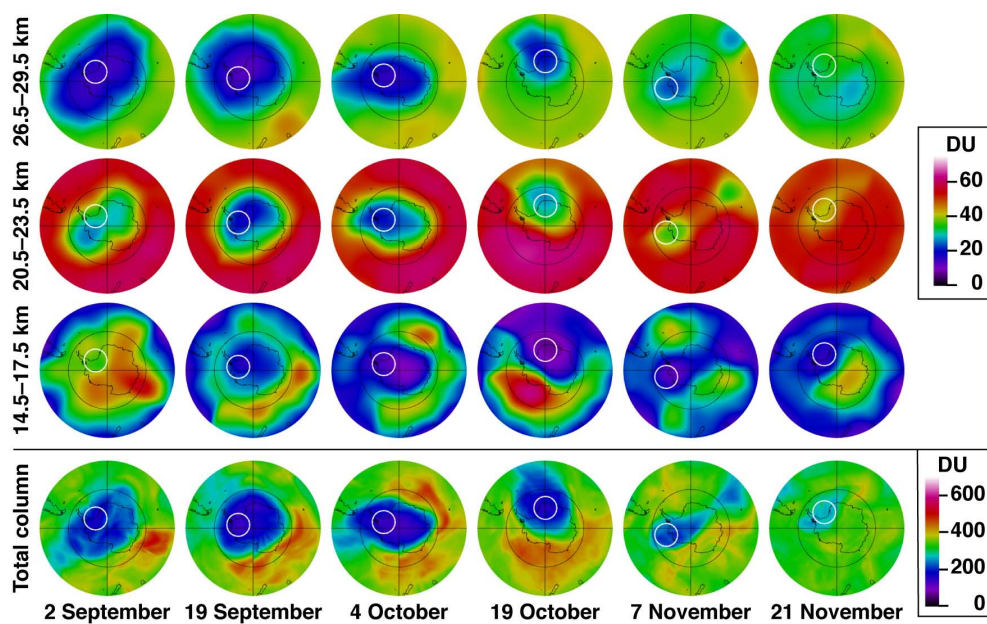 26.5–29.5 km
20.5–23.5 km
14.5–17.5 km
Total column
DU
60
40
20
0
DU
600
400
200
0
2 September
19 September
4 October
19 October
7 November
21 November